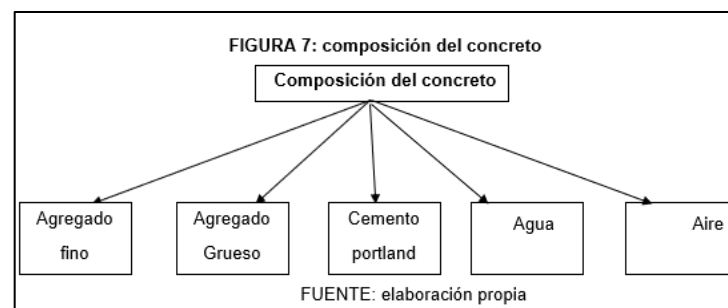 FIGURA 7: composición del concreto
Composición del concreto
Agregado
fino
Agregado
Grueso
Cemento
portland
Agua
Aire
FUENTE: elaboración propia